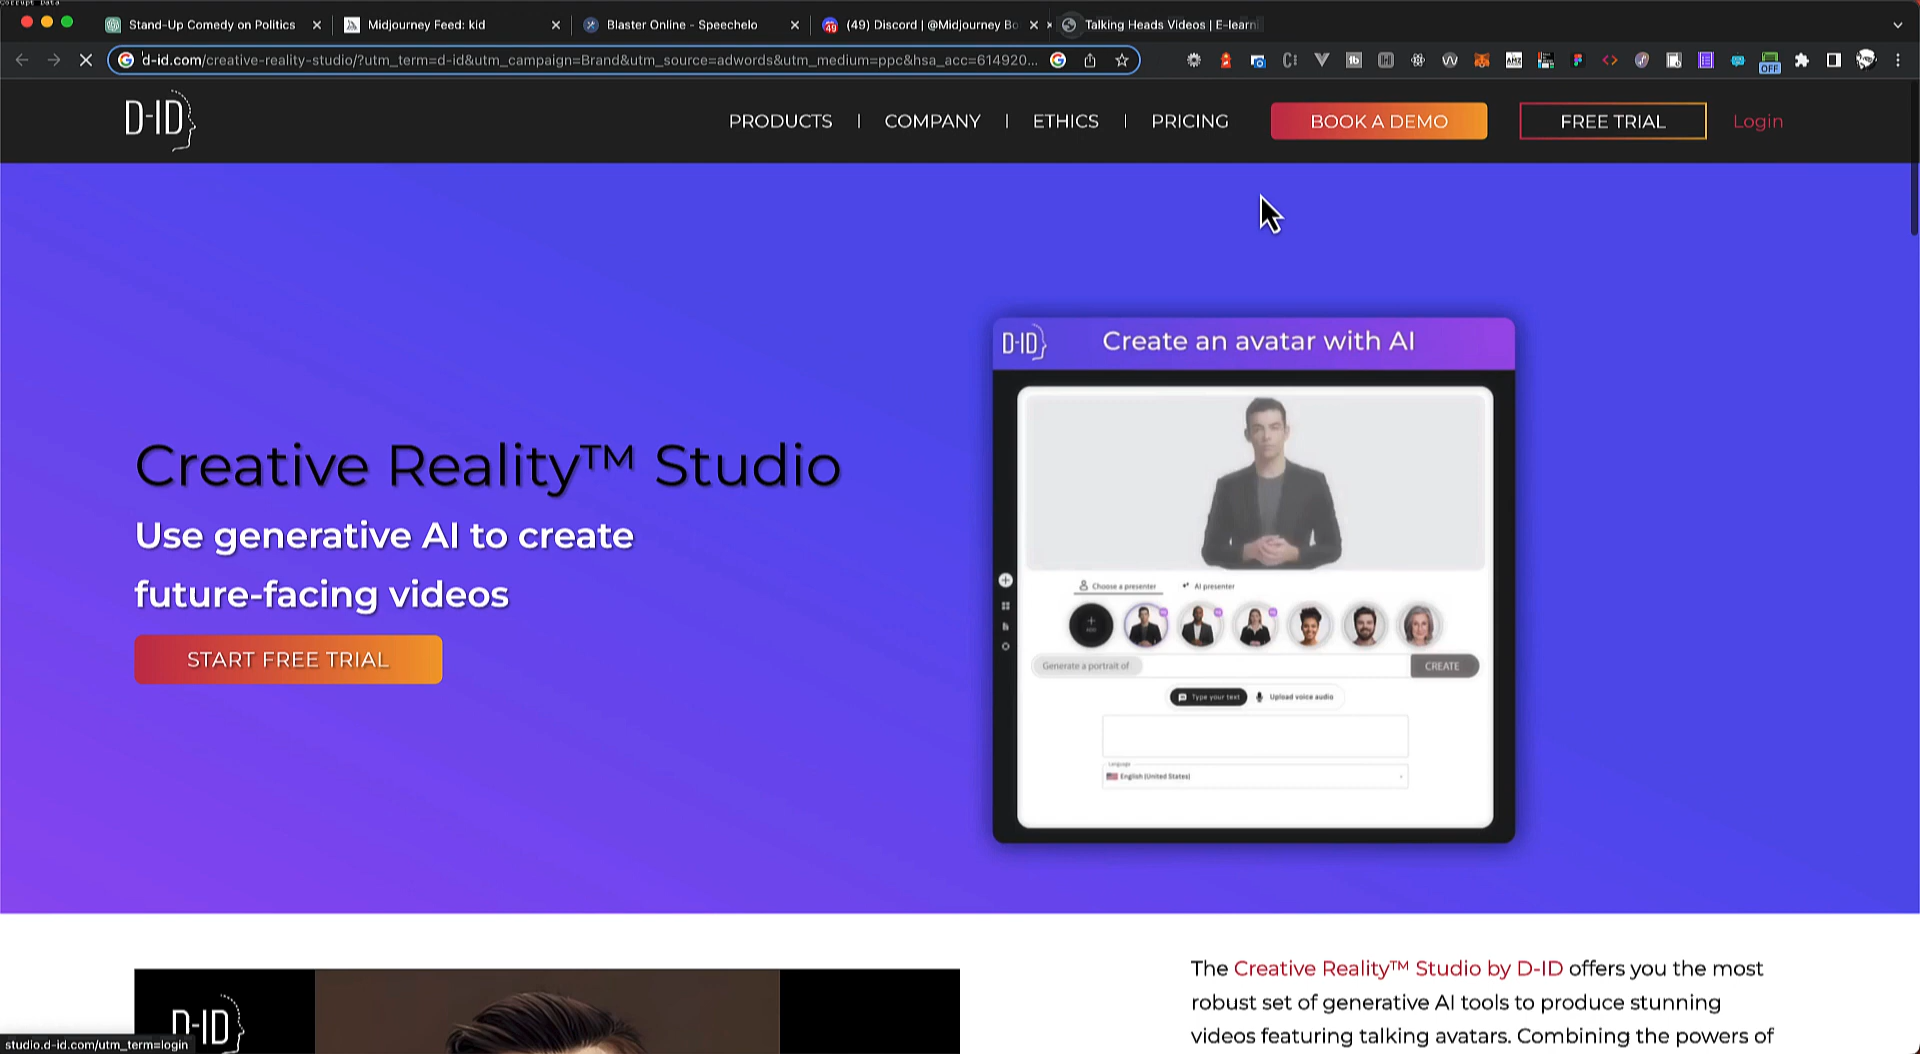 Corrupt Data
Stand-Up Comedy on Politics
Midjourney Feed: kid
Blaster Online - Speechelo
(49) Discord | @Midjourney Bo
Talking Heads Videos | E-learni
d-id.com/creative-reality-studio/?utm_term=d-id&utm_campaign=Brand&utm_source=adwords&utm_medium=ppc&hsa_acc=614920...
OFF
D-ID
PRODUCTS | COMPANY | ETHICS | PRICING
BOOK A DEMO
FREE TRIAL
Login
D-ID
Create an avatar with AI
Creative Reality™ Studio
Use generative AI to create
future-facing videos
START FREE TRIAL
Choose a presenter
AI presenter
Generate a portrait of
CREATE
Type your text
Upload voice audio
Language
English (United States)
The Creative Reality™ Studio by D-ID offers you the most
robust set of generative AI tools to produce stunning
videos featuring talking avatars. Combining the powers of
D-ID
studio.d-id.com/utm_term=login